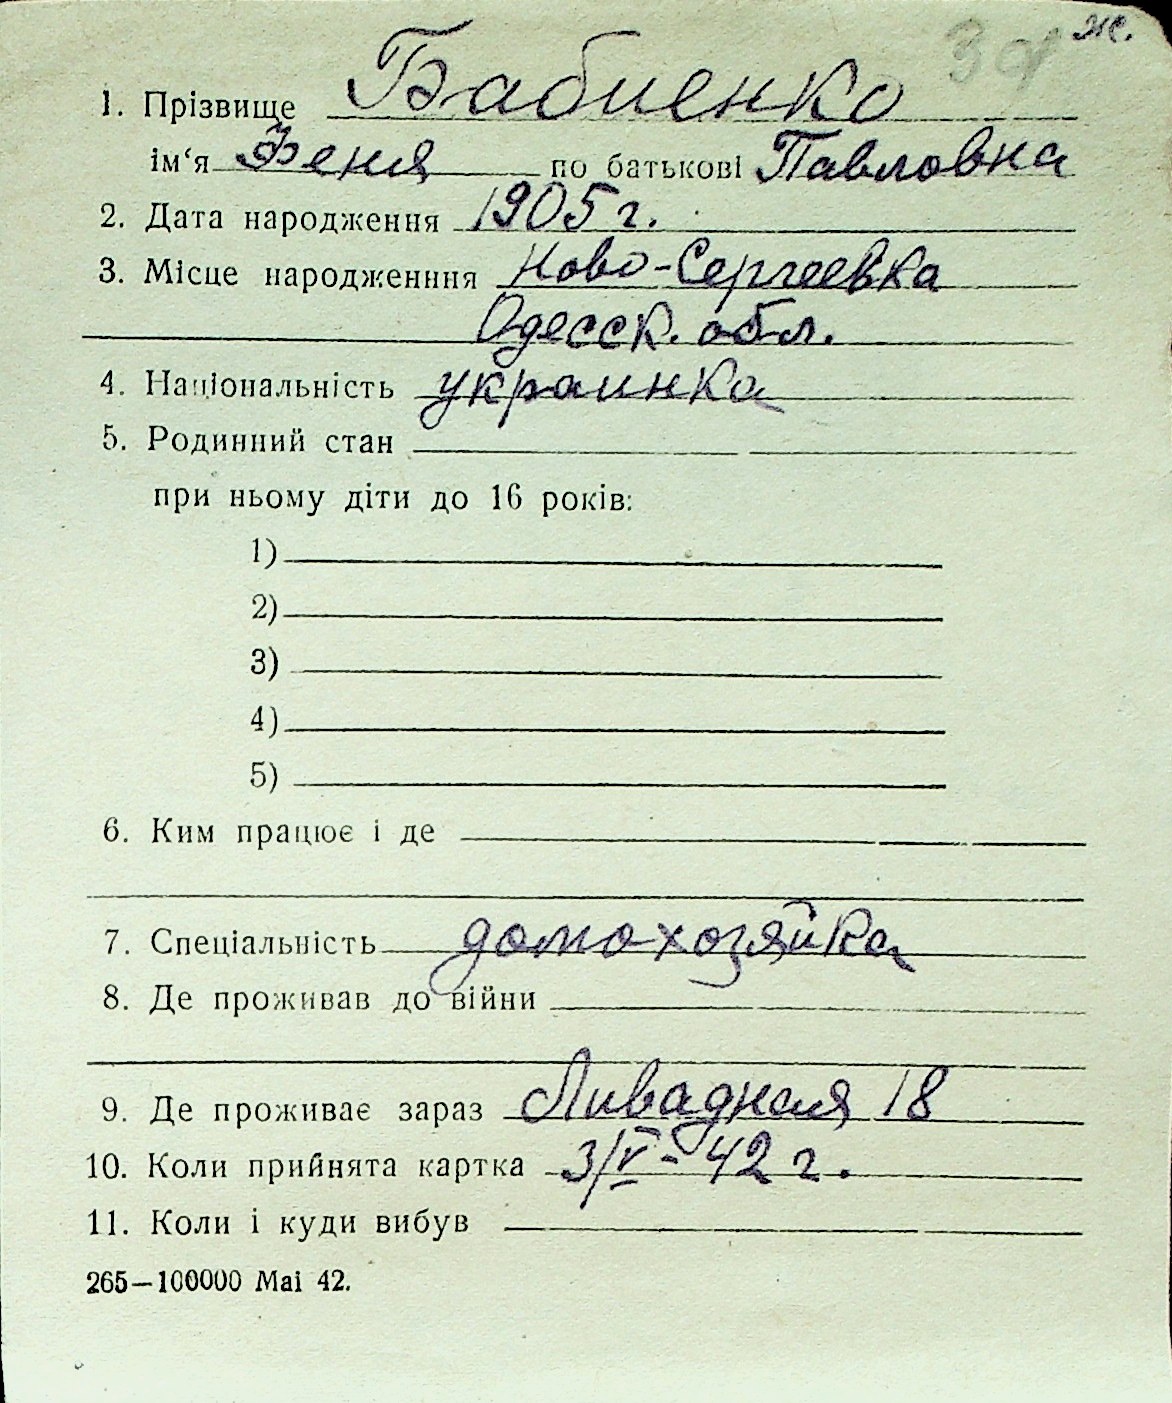 ж.
1. Прізвище Бабиенко
ім‘я Феня по батькові Павловна
2. Дата народження 1905 г.
3. Місце народженння Ново-Сергеевка
Одесск. обл.
4. Національність украинка
5. Родинний стан
при ньому діти до 16 років:
1)
2)
3)
4)
5)
6. Ким працює і де
7. Спеціальність домохозяйка
8. Де проживав до війни
9. Де проживає зараз Ливадная 18
10. Коли прийнята картка 3/V - 42 г.
11. Коли і куди вибув
265—100000 Mai 42.